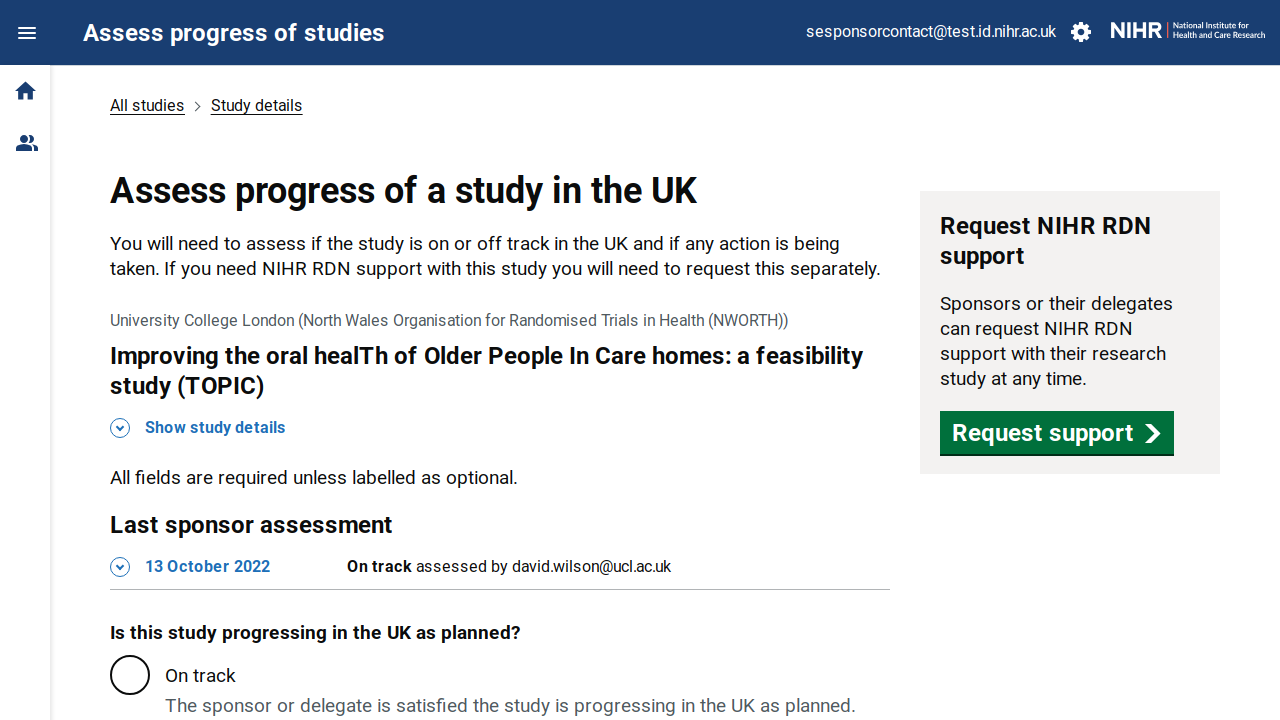 Assess progress of studies
sesponsorcontact@test.id.nihr.ac.uk
NIHR
National Institute for
Health and Care Research
All studies
Study details
Assess progress of a study in the UK
You will need to assess if the study is on or off track in the UK and if any action is being
taken. If you need NIHR RDN support with this study you will need to request this separately.
University College London (North Wales Organisation for Randomised Trials in Health (NWORTH))
Improving the oral healTh of Older People In Care homes: a feasibility
study (TOPIC)
Show study details
All fields are required unless labelled as optional.
Last sponsor assessment
13 October 2022
On track assessed by david.wilson@ucl.ac.uk
Is this study progressing in the UK as planned?
On track
The sponsor or delegate is satisfied the study is progressing in the UK as planned.
Request NIHR RDN
support
Sponsors or their delegates
can request NIHR RDN
support with their research
study at any time.
Request support